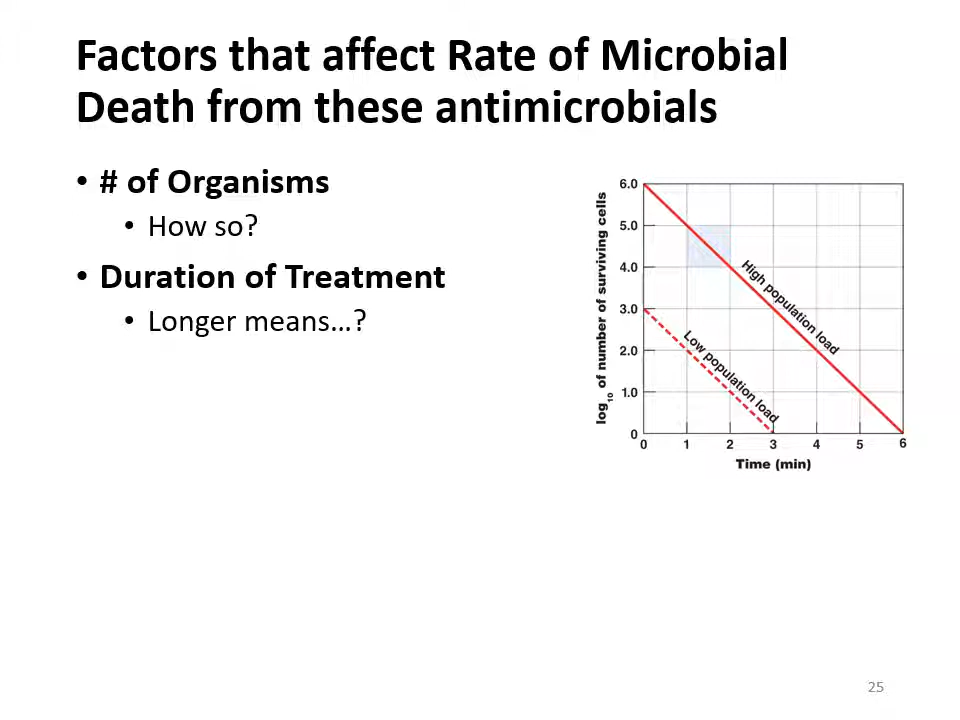 Factors that affect Rate of Microbial
Death from these antimicrobials
• # of Organisms
• How so?
• Duration of Treatment
• Longer means…?
log10 of number of surviving cells
6.0
5.0
4.0
3.0
2.0
1.0
0
High population load
Low population load
0 1 2 3 4 5 6
Time (min)
25